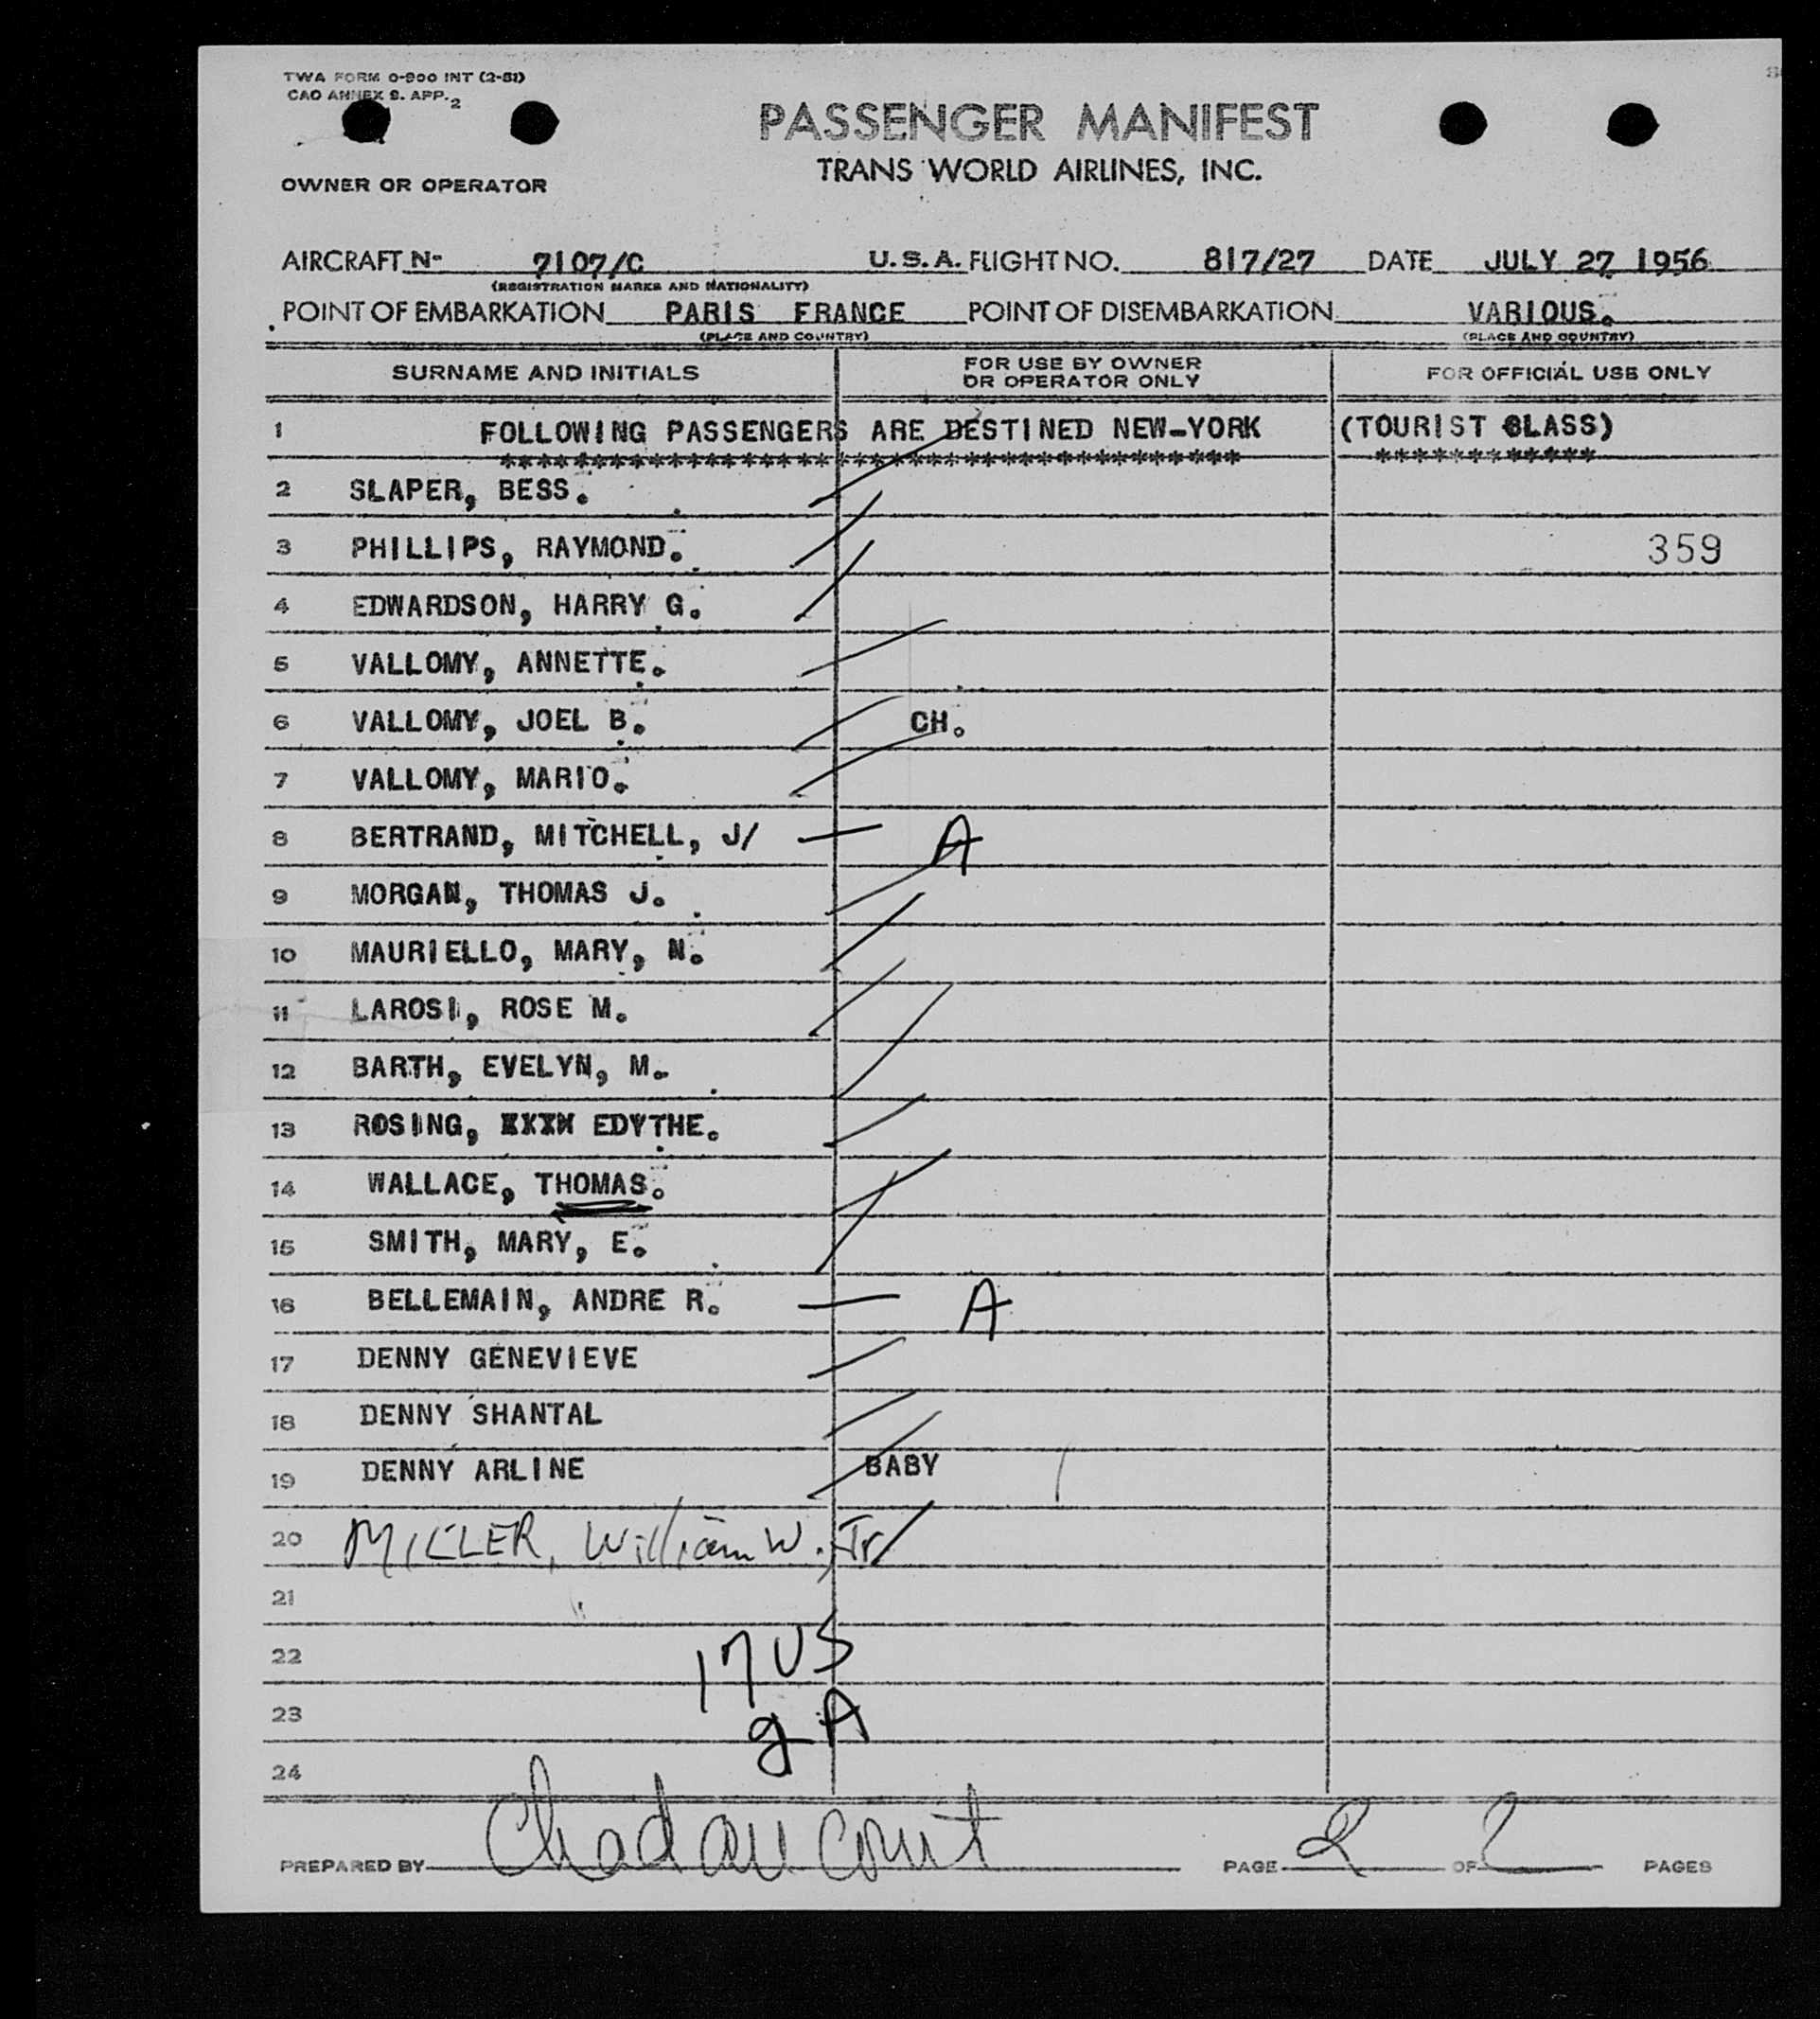 TWA FORM 0-900 INT (2-51)
CAO ANNEX 9. APP. 2
PASSENGER MANIFEST
TRANS WORLD AIRLINES, INC.
OWNER OR OPERATOR
AIRCRAFT N- 7107/C U.S.A. FLIGHT NO. 817/27 DATE JULY 27 1956
(REGISTRATION MARKS AND NATIONALITY)
POINT OF EMBARKATION PARIS FRANCE POINT OF DISEMBARKATION VARIOUS.
(PLACE AND COUNTRY) (PLACE AND COUNTRY)
SURNAME AND INITIALS FOR USE BY OWNER OR OPERATOR ONLY FOR OFFICIAL USE ONLY
1 FOLLOWING PASSENGERS ARE DESTINED NEW-YORK (TOURIST CLASS)
*****************************************  ************
2 SLAPER, BESS.
3 PHILLIPS, RAYMOND. 359
4 EDWARDSON, HARRY G.
5 VALLOMY, ANNETTE.
6 VALLOMY, JOEL B. CH.
7 VALLOMY, MARIO.
8 BERTRAND, MITCHELL, J/ — A
9 MORGAN, THOMAS J.
10 MAURIELLO, MARY, N.
11 LAROSI, ROSE M.
12 BARTH, EVELYN, M.
13 ROSING, XXXN EDYTHE.
14 WALLACE, THOMAS.
15 SMITH, MARY, E.
16 BELLEMAIN, ANDRE R. — A
17 DENNY GENEVIEVE
18 DENNY SHANTAL
19 DENNY ARLINE BABY
20 MILLER, William W., Jr
21
22 17 US
23 2 A
24
PREPARED BY PAGE 2 OF 2 PAGES